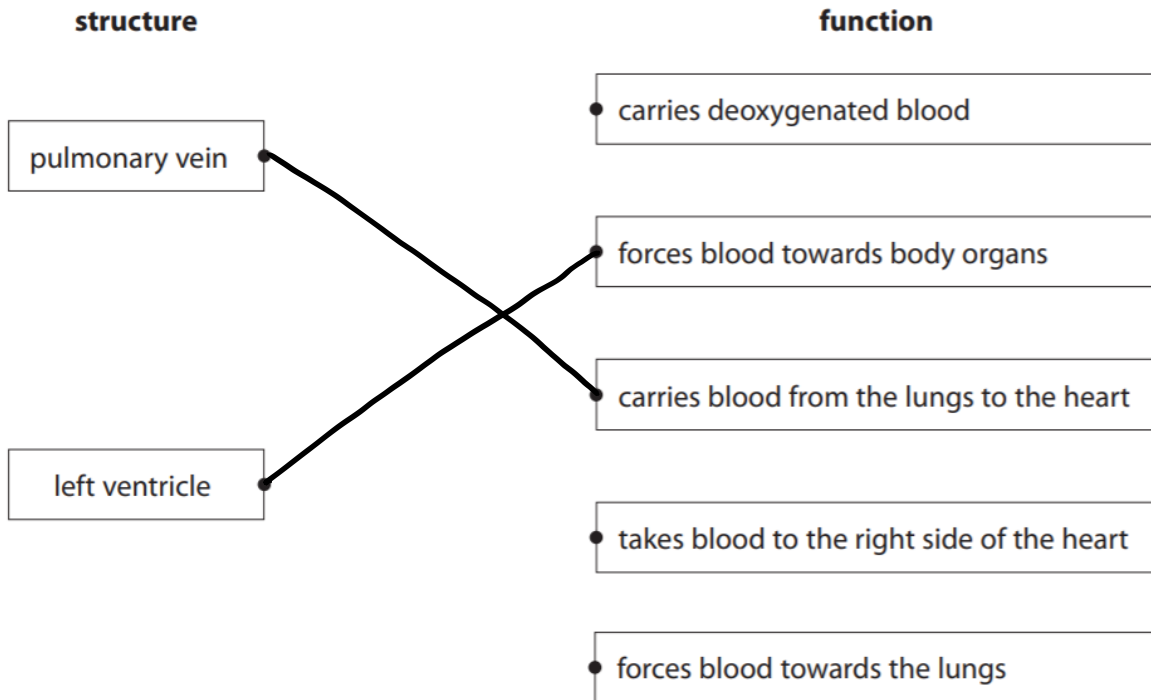 structure
function
carries deoxygenated blood
pulmonary vein
forces blood towards body organs
carries blood from the lungs to the heart
left ventricle
takes blood to the right side of the heart
forces blood towards the lungs